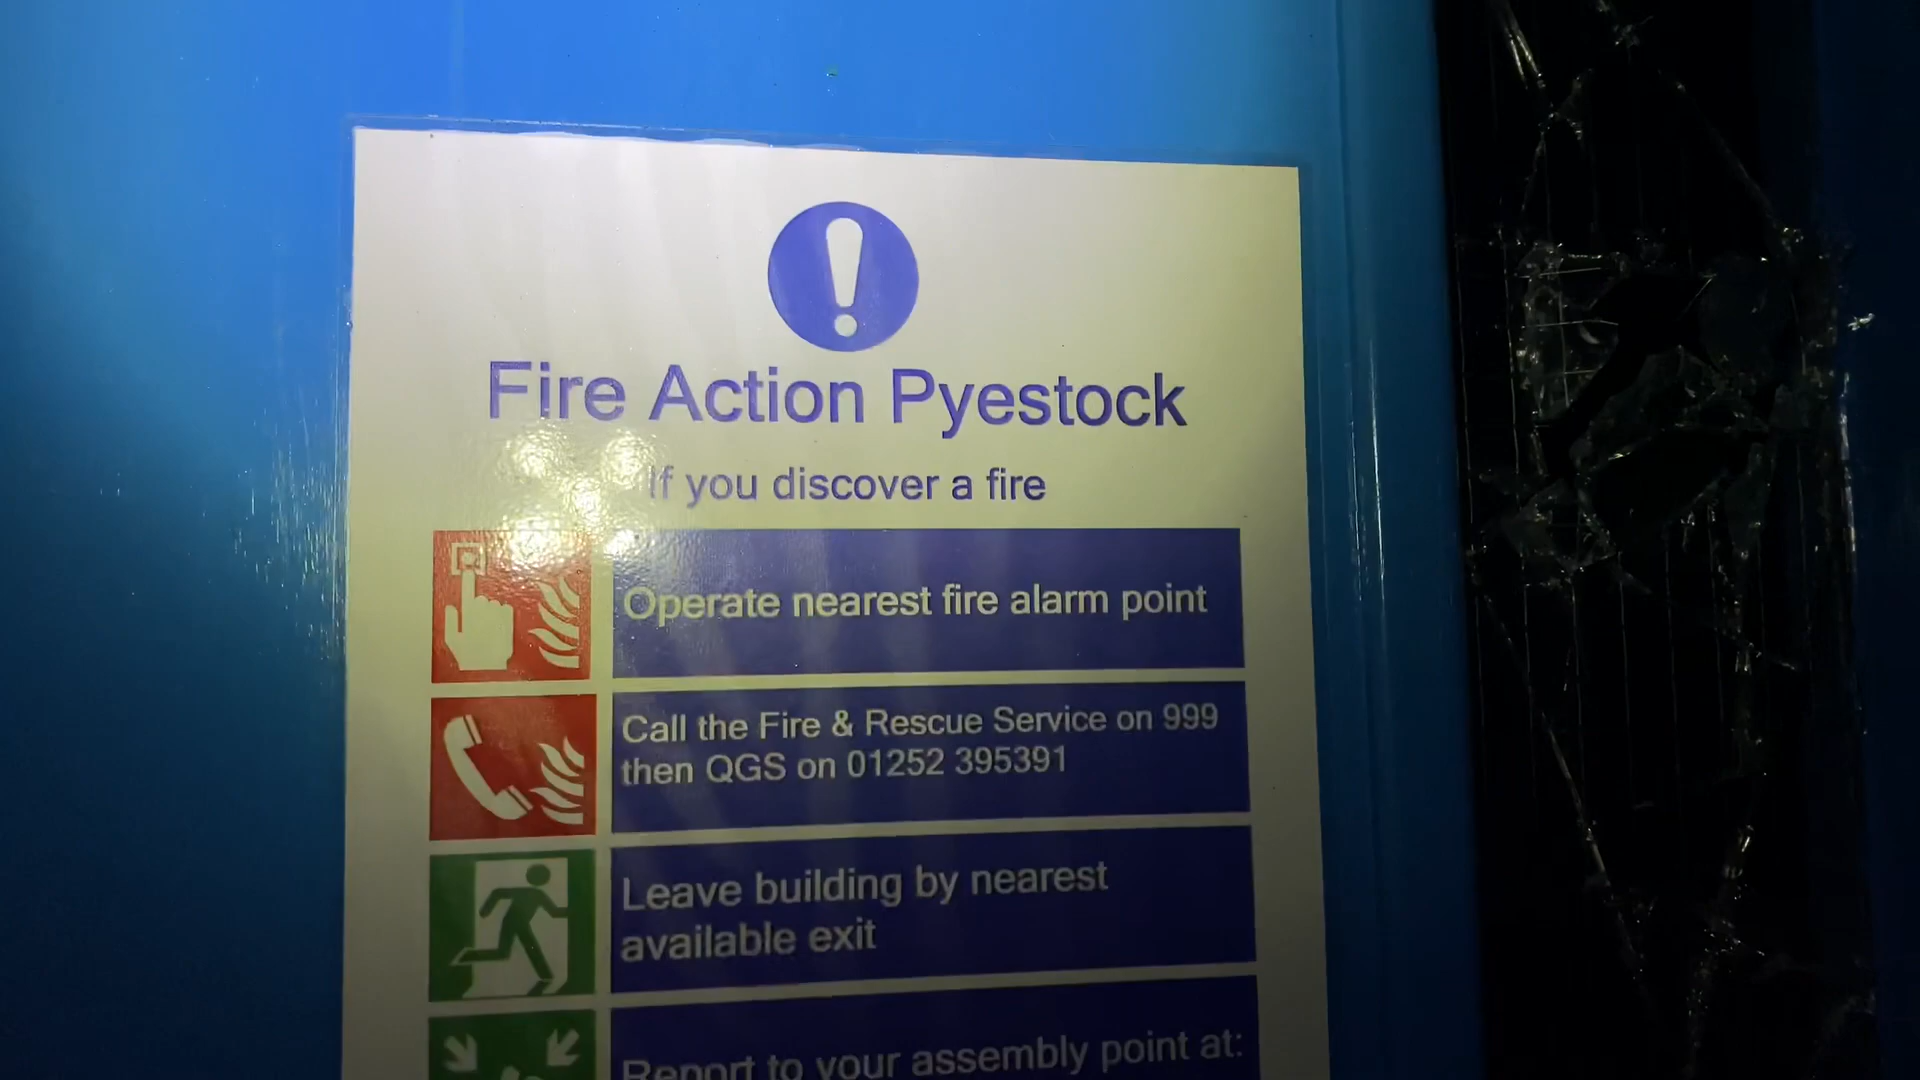 Fire Action Pyestock
If you discover a fire
Operate nearest fire alarm point
Call the Fire & Rescue Service on 999
then QGS on 01252 395391
Leave building by nearest
available exit
Report to your assembly point at: